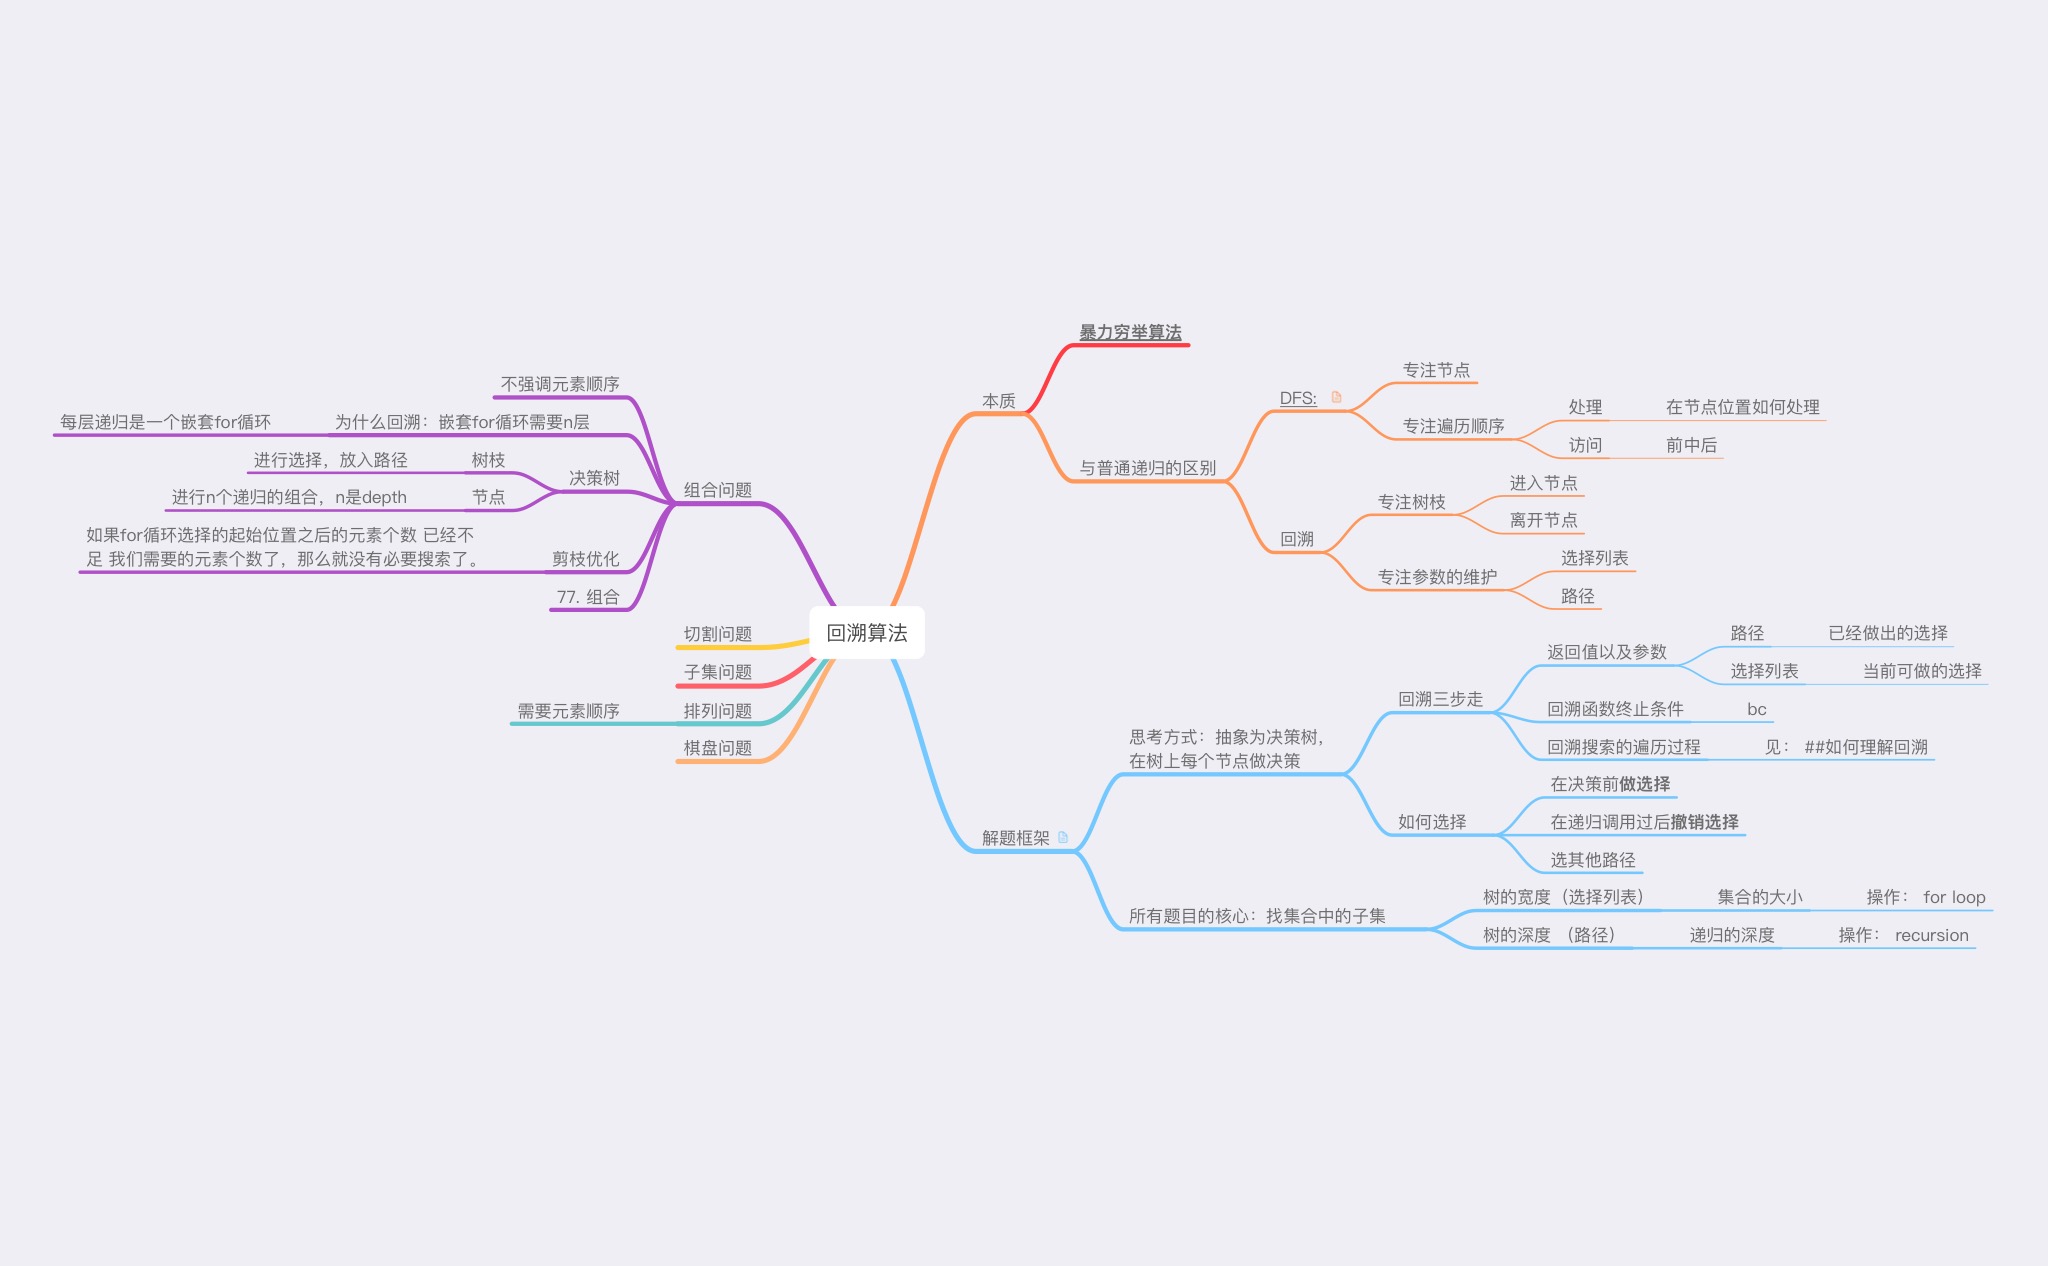 回溯算法
本质
暴力穷举算法
与普通递归的区别
DFS:
专注节点
专注遍历顺序
处理
在节点位置如何处理
访问
前中后
回溯
专注树枝
进入节点
离开节点
专注参数的维护
选择列表
路径
解题框架
思考方式：抽象为决策树，
在树上每个节点做决策
回溯三步走
返回值以及参数
路径
已经做出的选择
选择列表
当前可做的选择
回溯函数终止条件
bc
回溯搜索的遍历过程
见： ##如何理解回溯
如何选择
在决策前做选择
在递归调用过后撤销选择
选其他路径
所有题目的核心：找集合中的子集
树的宽度（选择列表）
集合的大小
操作： for loop
树的深度 （路径）
递归的深度
操作： recursion
组合问题
不强调元素顺序
为什么回溯：嵌套for循环需要n层
每层递归是一个嵌套for循环
决策树
树枝
进行选择，放入路径
节点
进行n个递归的组合，n是depth
剪枝优化
如果for循环选择的起始位置之后的元素个数 已经不
足 我们需要的元素个数了，那么就没有必要搜索了。
77. 组合
切割问题
子集问题
排列问题
需要元素顺序
棋盘问题